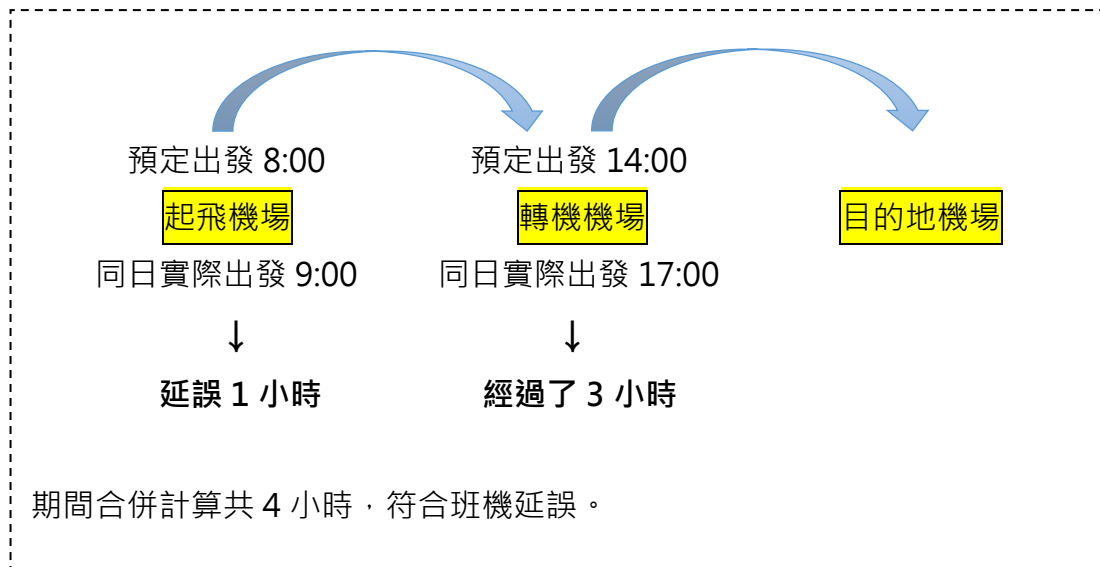 預定出發 8:00 預定出發 14:00
起飛機場 轉機機場 目的地機場
同日實際出發 9:00 同日實際出發 17:00
↓ ↓
延誤 1 小時 經過了 3 小時
期間合併計算共 4 小時，符合班機延誤。